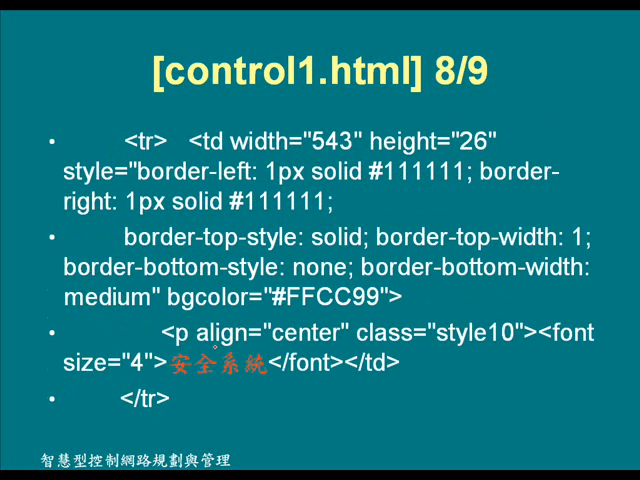 [control1.html] 8/9
• <tr> <td width="543" height="26"
style="border-left: 1px solid #111111; border-
right: 1px solid #111111;
• border-top-style: solid; border-top-width: 1;
border-bottom-style: none; border-bottom-width:
medium" bgcolor="#FFCC99">
• <p align="center" class="style10"><font
size="4">安全系統</font></td>
• </tr>
智慧型控制網路規劃與管理